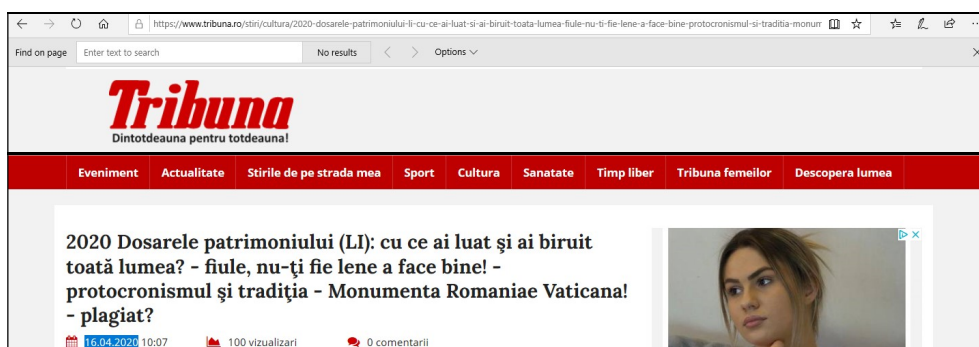 https://www.tribuna.ro/stiri/cultura/2020-dosarele-patrimoniului-li-cu-ce-ai-luat-si-ai-biruit-toata-lumea-fiule-nu-ti-fie-lene-a-face-bine-protocronismul-si-traditia-monum
Find on page Enter text to search No results Options
Tribuna
Dintotdeauna pentru totdeauna!
Eveniment Actualitate Stirile de pe strada mea Sport Cultura Sanatate Timp liber Tribuna femeilor Descopera lumea
2020 Dosarele patrimoniului (LI): cu ce ai luat şi ai biruit
toată lumea? - fiule, nu-ţi fie lene a face bine! -
protocronismul şi tradiţia - Monumenta Romaniae Vaticana!
- plagiat?
16.04.2020 10:07 100 vizualizari 0 comentarii